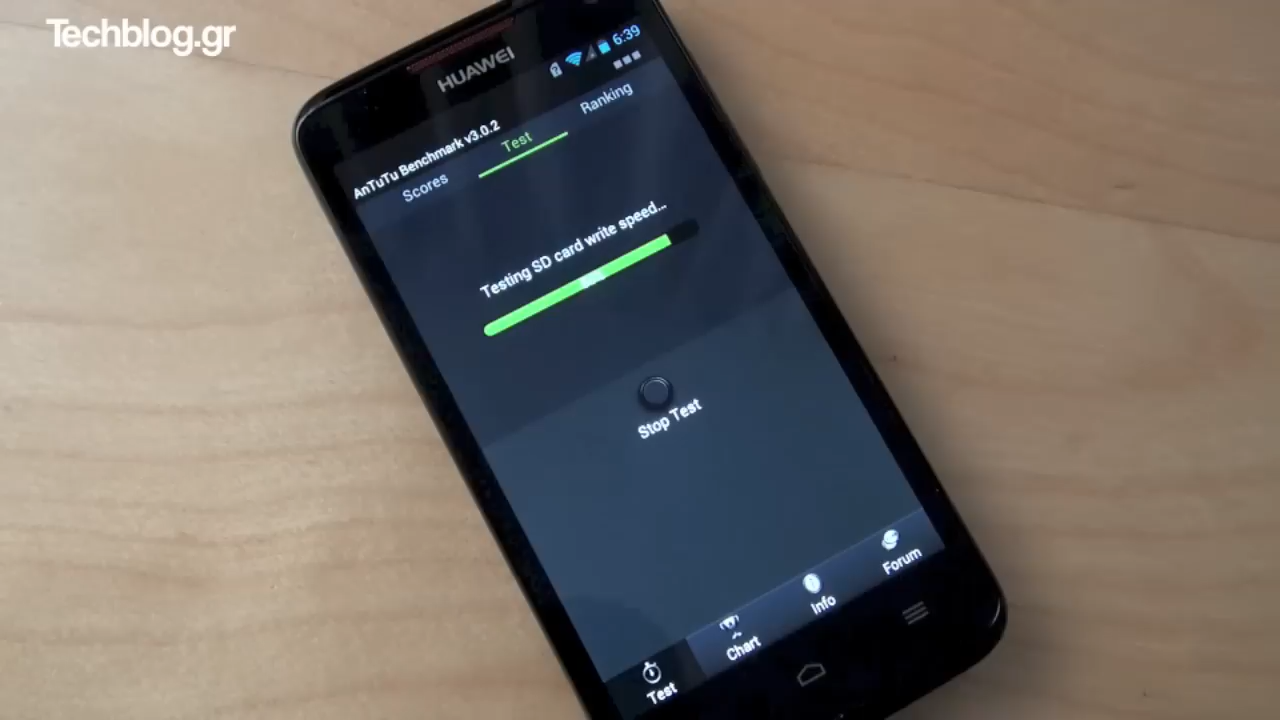 Techblog.gr
HUAWEI
6:39
AnTuTu Benchmark v3.0.2
Scores
Test
Ranking
Testing SD card write speed...
Stop Test
Test
Chart
Info
Forum